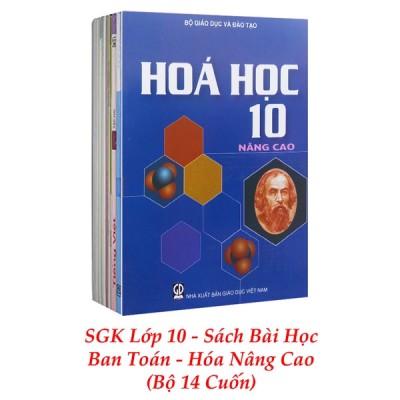 BỘ GIÁO DỤC VÀ ĐÀO TẠO
HOÁ HỌC
10
NÂNG CAO
NHÀ XUẤT BẢN GIÁO DỤC VIỆT NAM
SGK Lớp 10 - Sách Bài Học
Ban Toán - Hóa Nâng Cao
(Bộ 14 Cuốn)